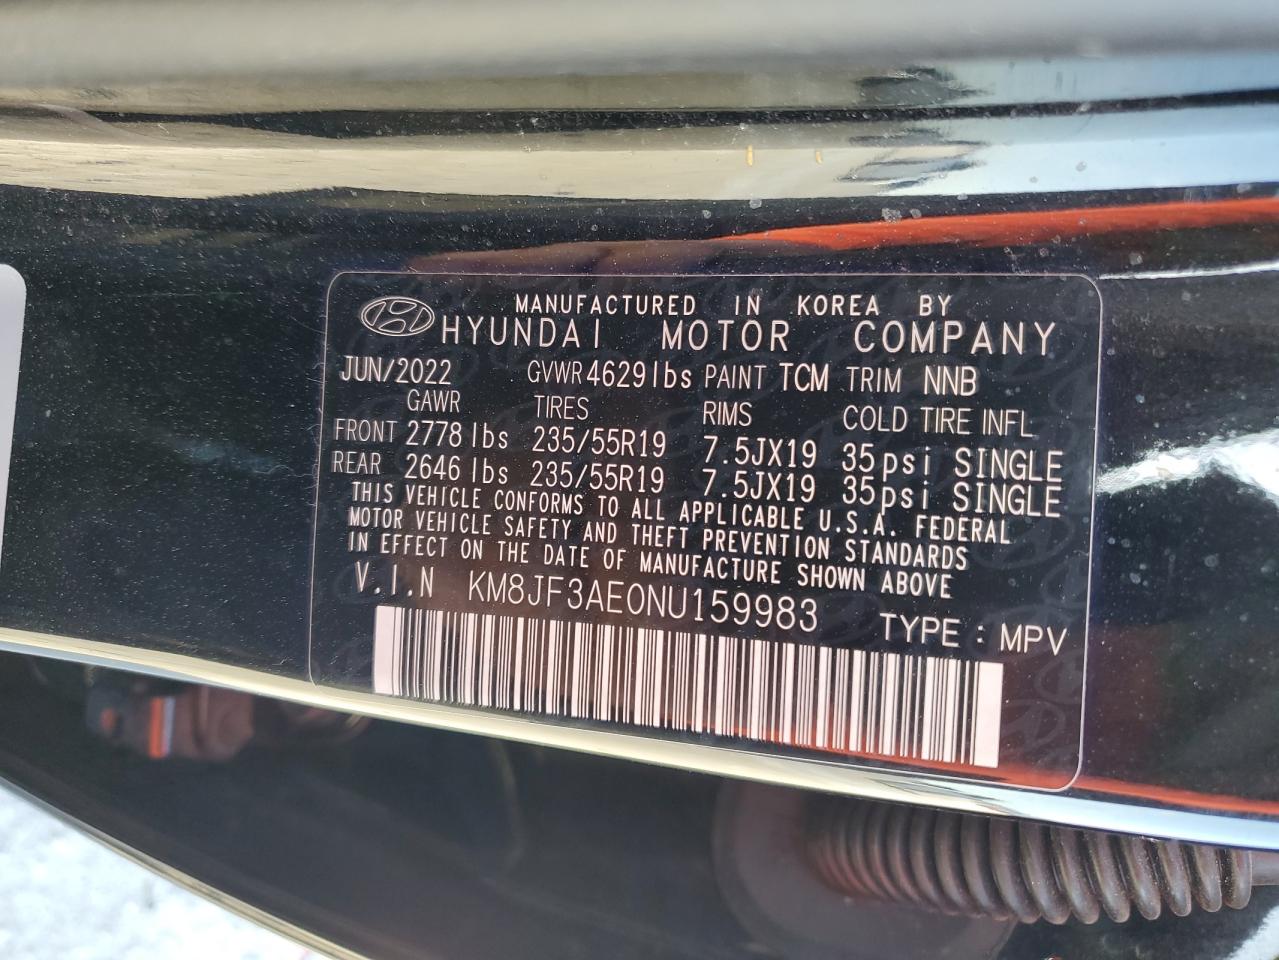 MANUFACTURED IN KOREA BY
HYUNDAI MOTOR COMPANY
JUN/2022 GVWR 4629lbs PAINT TCM TRIM NNB
GAWR TIRES RIMS COLD TIRE INFL
FRONT 2778 lbs 235/55R19 7.5JX19 35psi SINGLE
REAR 2646 lbs 235/55R19 7.5JX19 35psi SINGLE
THIS VEHICLE CONFORMS TO ALL APPLICABLE U.S.A. FEDERAL
MOTOR VEHICLE SAFETY AND THEFT PREVENTION STANDARDS
IN EFFECT ON THE DATE OF MANUFACTURE SHOWN ABOVE
V.I.N KM8JF3AE0NU159983 TYPE : MPV